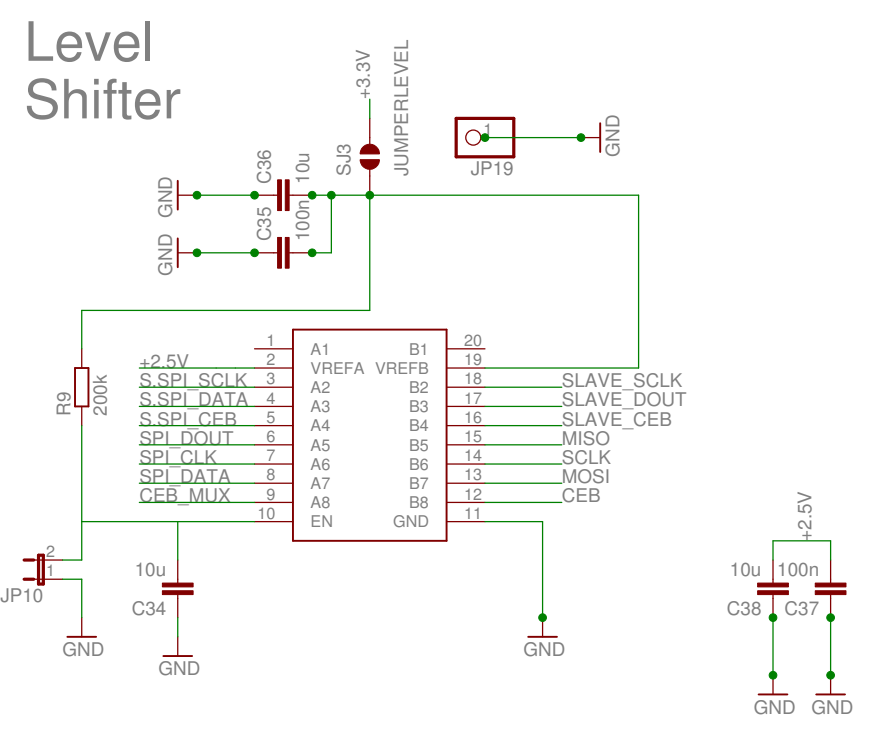 Level
Shifter
+3.3V
JUMPERLEVEL
SJ3
1
JP19
GND
C36
10u
GND
C35
100n
GND
R9
200k
1 A1 B1 20
+2.5V 2 VREFA VREFB 19
S.SPI_SCLK 3 A2 B2 18 SLAVE_SCLK
S.SPI_DATA 4 A3 B3 17 SLAVE_DOUT
S.SPI_CEB 5 A4 B4 16 SLAVE_CEB
SPI_DOUT 6 A5 B5 15 MISO
SPI_CLK 7 A6 B6 14 SCLK
SPI_DATA 8 A7 B7 13 MOSI
CEB_MUX 9 A8 B8 12 CEB
10 EN GND 11
2
1
JP10
GND
10u
C34
GND
GND
+2.5V
10u 100n
C38 C37
GND GND